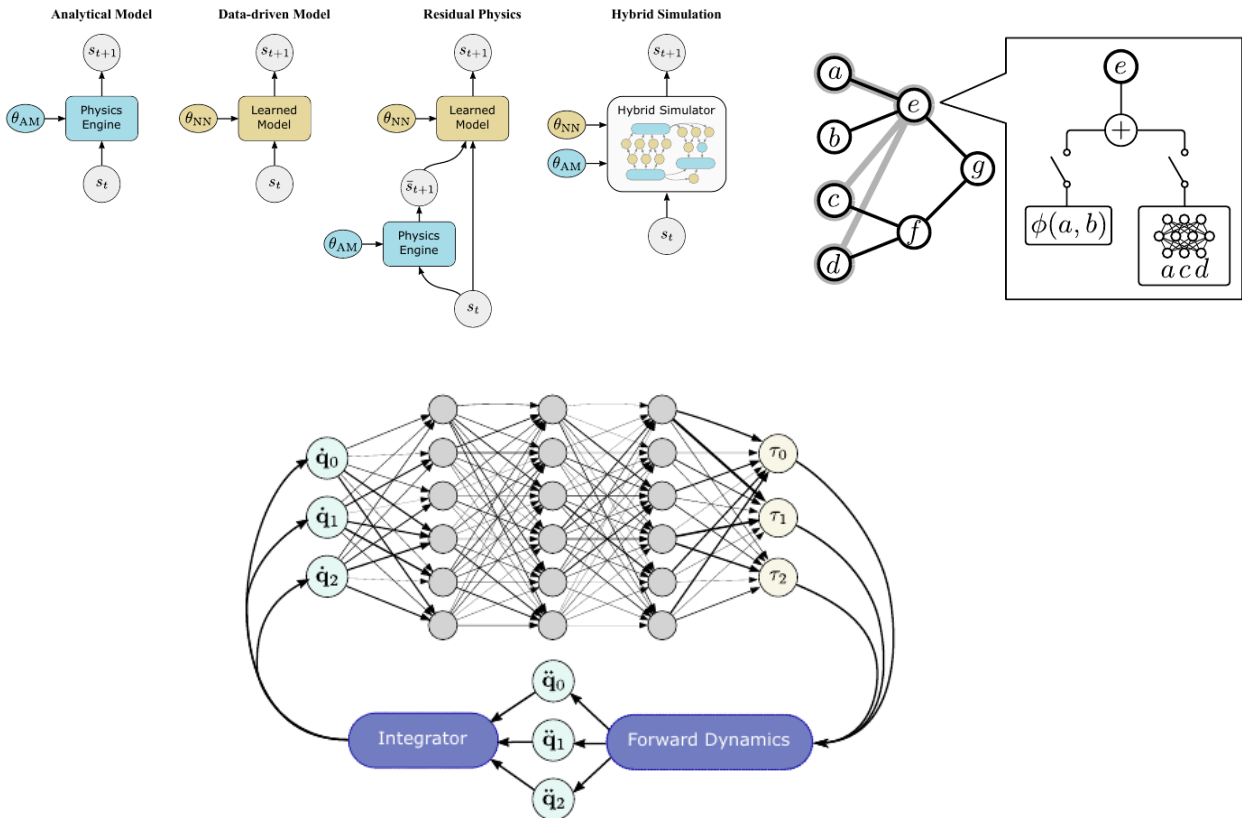 Analytical Model
Data-driven Model
Residual Physics
Hybrid Simulation
s_{t+1}
θ_AM
Physics
Engine
s_t
s_{t+1}
θ_NN
Learned
Model
s_t
s_{t+1}
θ_NN
Learned
Model
s̄_{t+1}
θ_AM
Physics
Engine
s_t
s_{t+1}
θ_NN
θ_AM
Hybrid Simulator
s_t
a
b
c
d
e
f
g
e
+
ϕ(a, b)
a c d
q̇₀
q̇₁
q̇₂
τ₀
τ₁
τ₂
q̈₀
Integrator
q̈₁
Forward Dynamics
q̈₂